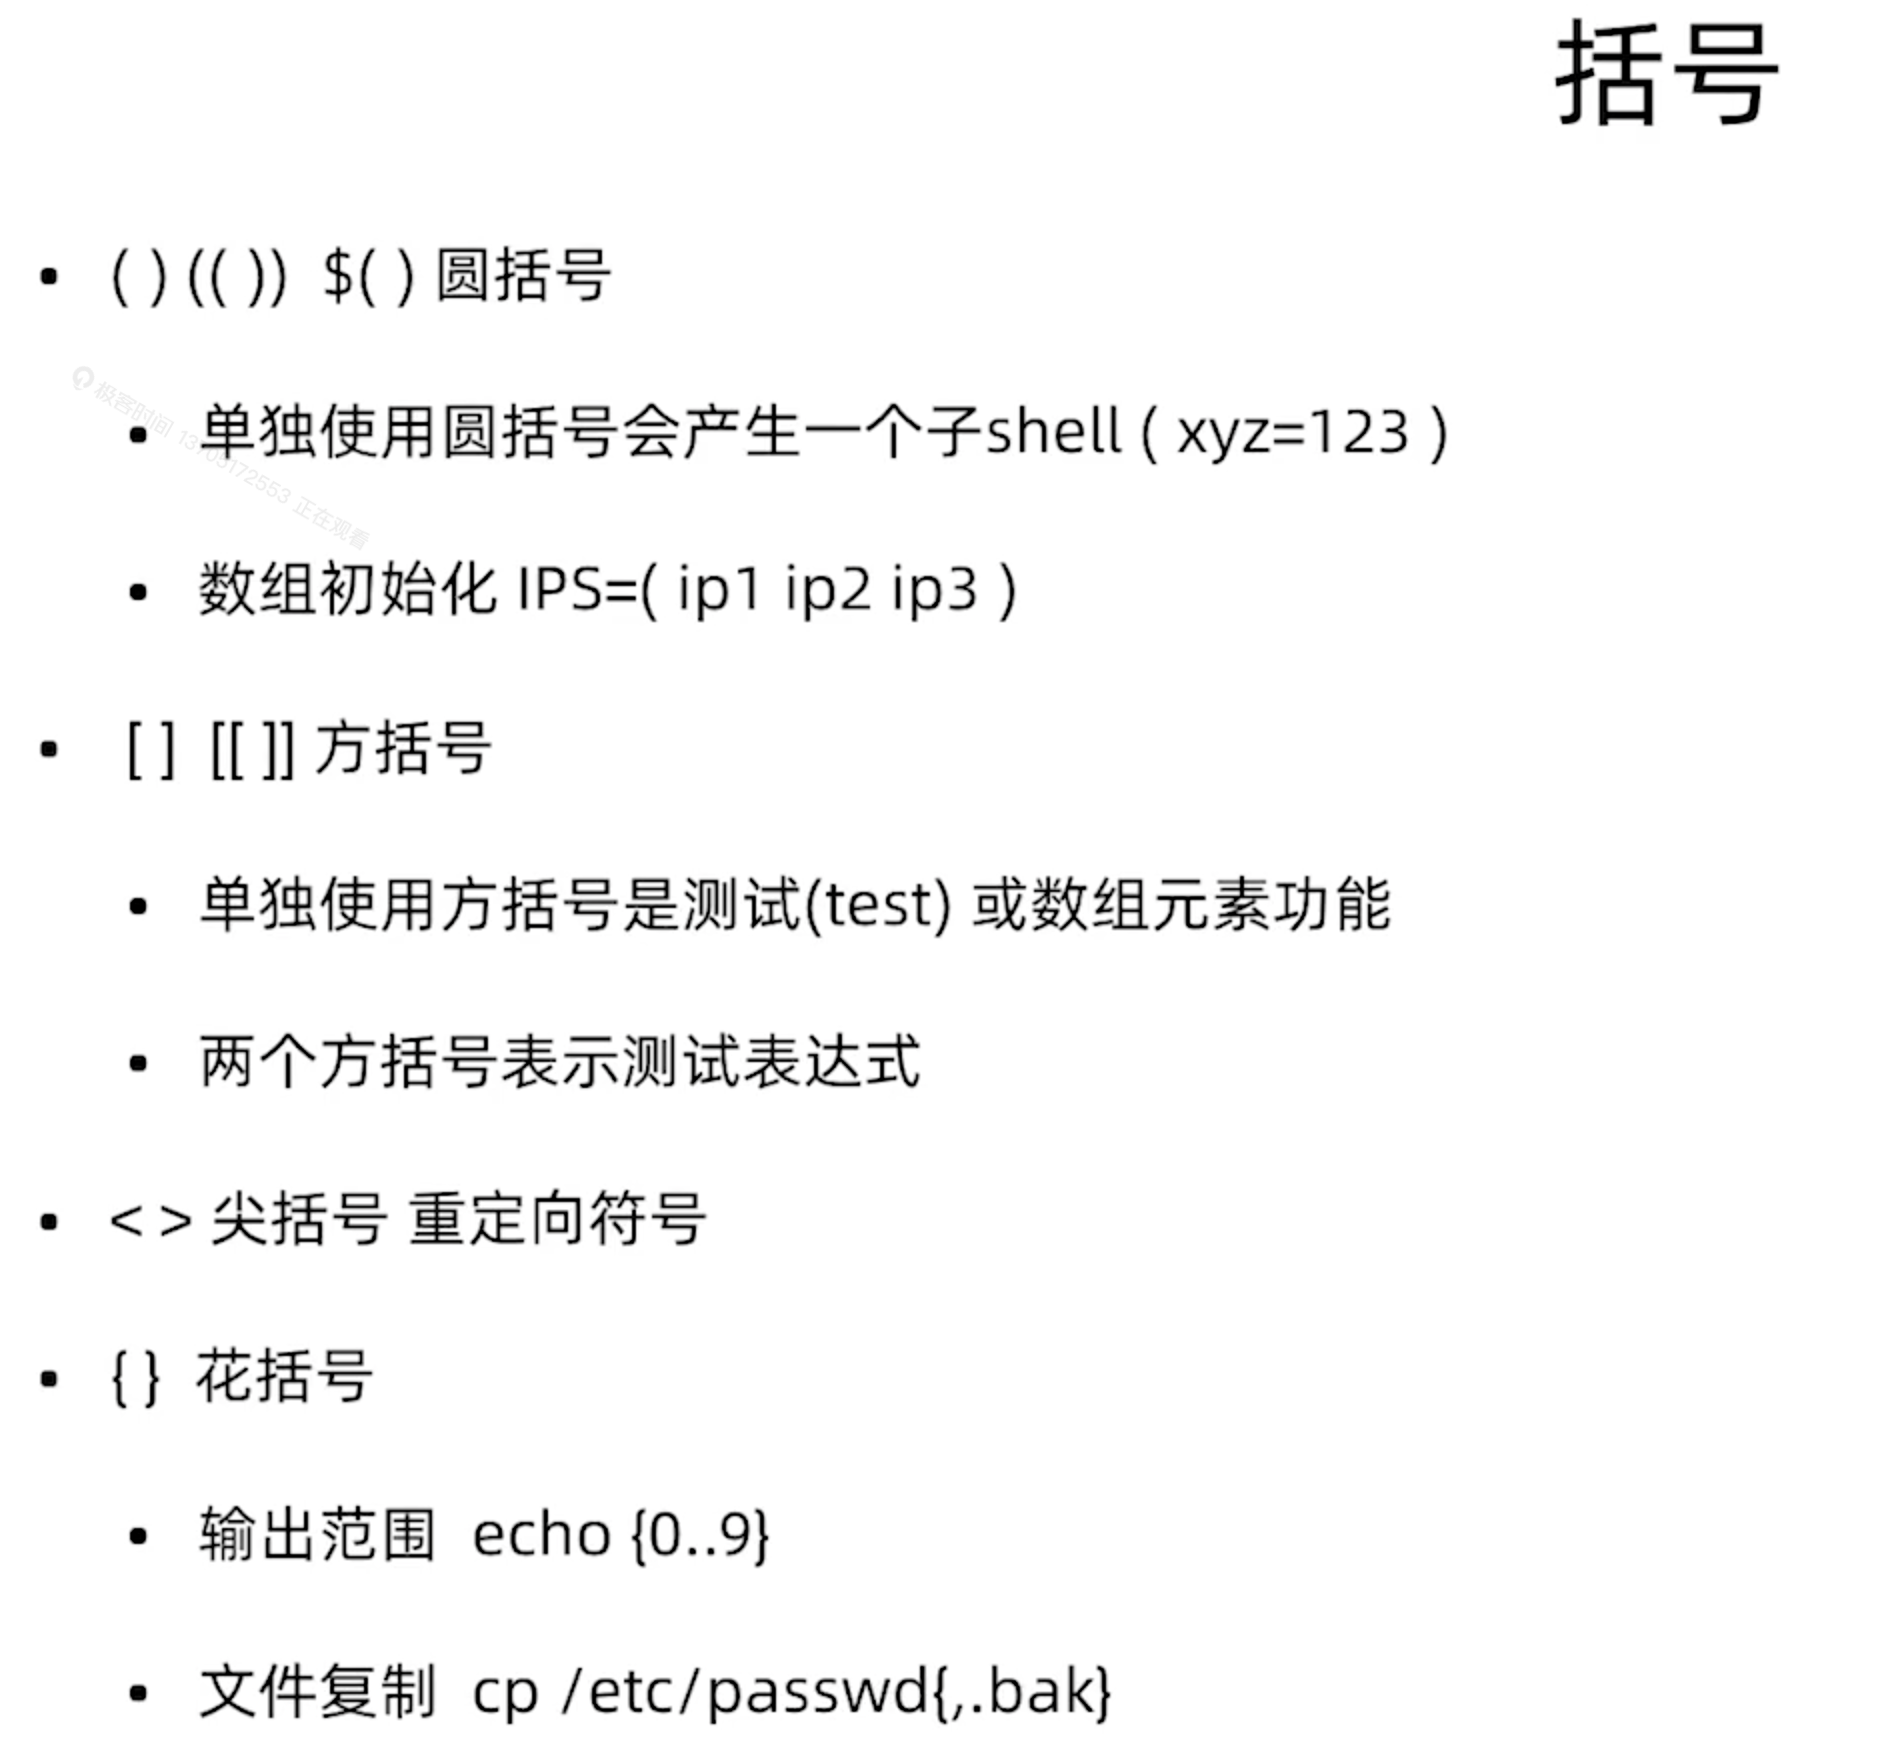 括号
• ( ) (( ))  $( ) 圆括号
• 单独使用圆括号会产生一个子shell ( xyz=123 )
• 数组初始化 IPS=( ip1 ip2 ip3 )
• [ ]  [[ ]] 方括号
• 单独使用方括号是测试(test) 或数组元素功能
• 两个方括号表示测试表达式
• < > 尖括号 重定向符号
• { }  花括号
• 输出范围  echo {0..9}
• 文件复制  cp /etc/passwd{,.bak}
极客时间 正在观看